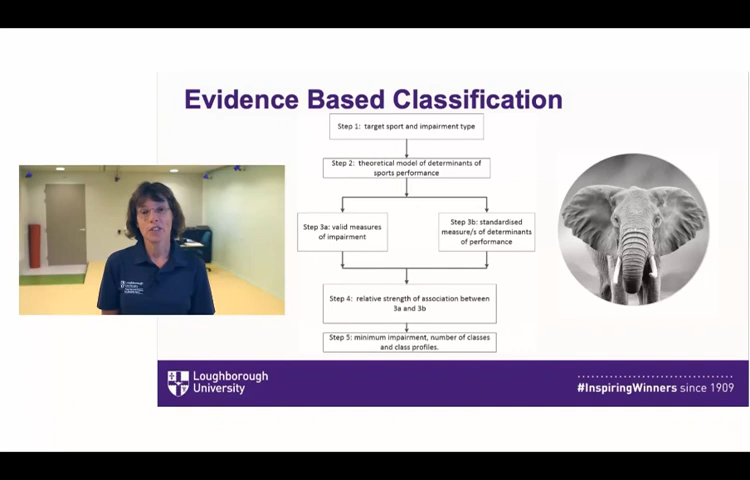 Evidence Based Classification
Step 1: target sport and impairment type
Step 2: theoretical model of determinants of
sports performance
Step 3a: valid measures
of impairment
Step 3b: standardised
measure/s of determinants
of performance
Step 4: relative strength of association between
3a and 3b
Step 5: minimum impairment, number of classes
and class profiles.
Loughborough
University
#InspiringWinners since 1909